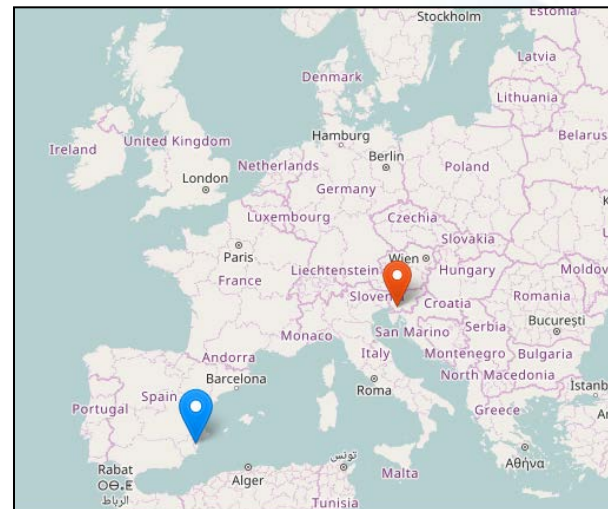 Stockholm
Estonia
Latvia
Denmark
Lithuania
Ireland
United Kingdom
Hamburg
Belarus
Netherlands
Berlin
Poland
London
Germany
Luxembourg
Czechia
Paris
Slovakia
Wien
France
Liechtenstein
Hungary
Moldov
Slovenia
Croatia
Romania
Monaco
San Marino
Serbia
București
Andorra
Italy
Montenegro
Bulgaria
Barcelona
Roma
North Macedonia
Spain
Istanb
Portugal
Greece
An
تونس
Αθήνα
Rabat
ⵔⴱⴰⵟ
الرباط
Alger
Malta
Tunisia